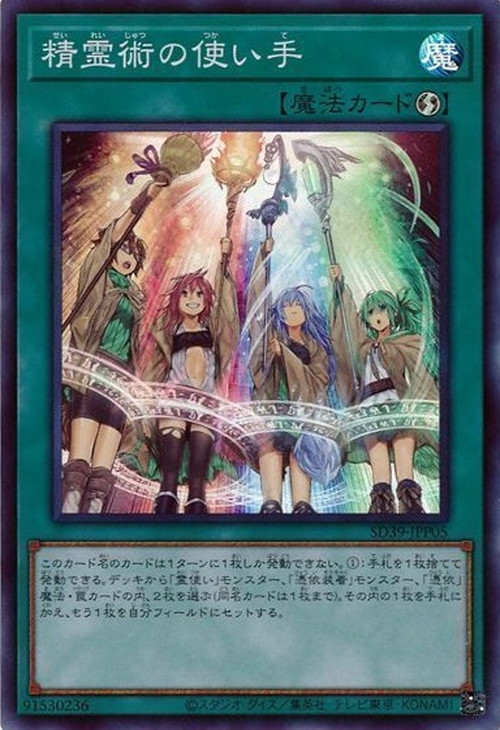 精霊術の使い手
魔
【魔法カード】
SD39-JPP05
このカード名のカードは1ターンに1枚しか発動できない。①:手札を1枚捨てて
発動できる。デッキから「霊使い」モンスター、「憑依装着」モンスター、「憑依」
魔法・罠カードの内、2枚を選ぶ(同名カードは1枚まで)。その内の1枚を手札に
加え、もう1枚を自分フィールドにセットする。
91530236
©スタジオ・ダイス/集英社・テレビ東京・KONAMI